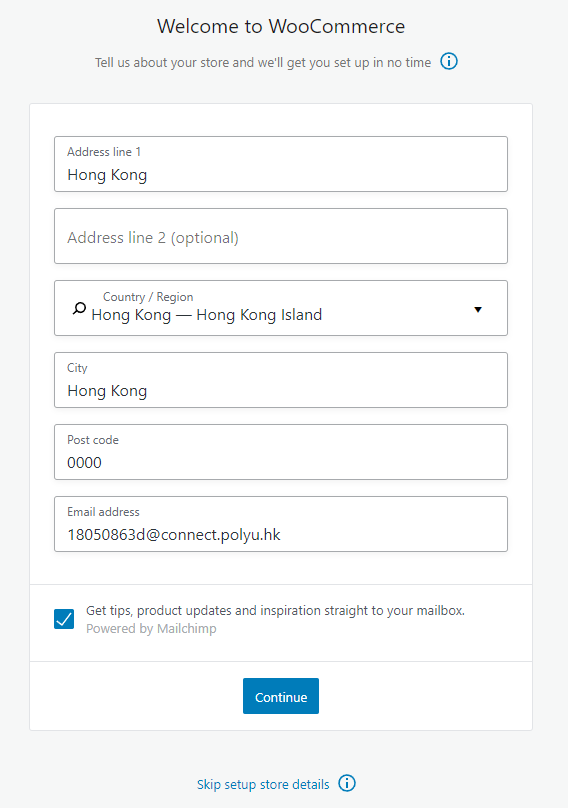 Welcome to WooCommerce
Tell us about your store and we'll get you set up in no time
Address line 1
Hong Kong
Address line 2 (optional)
Country / Region
Hong Kong — Hong Kong Island
City
Hong Kong
Post code
0000
Email address
18050863d@connect.polyu.hk
Get tips, product updates and inspiration straight to your mailbox.
Powered by Mailchimp
Continue
Skip setup store details